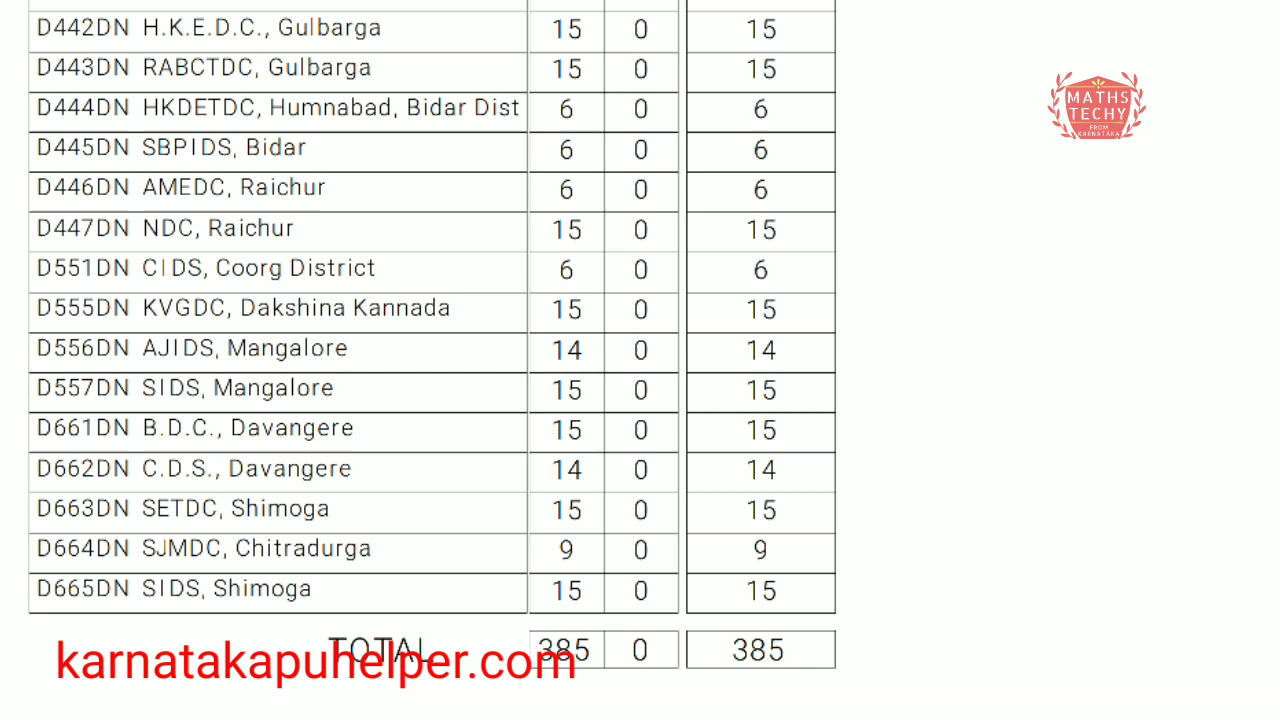 D442DN H.K.E.D.C., Gulbarga 15 0 15
D443DN RABCTDC, Gulbarga 15 0 15
D444DN HKDETDC, Humnabad, Bidar Dist 6 0 6
D445DN SBPIDS, Bidar 6 0 6
D446DN AMEDC, Raichur 6 0 6
D447DN NDC, Raichur 15 0 15
D551DN CIDS, Coorg District 6 0 6
D555DN KVGDC, Dakshina Kannada 15 0 15
D556DN AJIDS, Mangalore 14 0 14
D557DN SIDS, Mangalore 15 0 15
D661DN B.D.C., Davangere 15 0 15
D662DN C.D.S., Davangere 14 0 14
D663DN SETDC, Shimoga 15 0 15
D664DN SJMDC, Chitradurga 9 0 9
D665DN SIDS, Shimoga 15 0 15
TOTAL 385 0 385
karnatakapuhelper.com
MATHS
TECHY
FROM
KARNATAKA